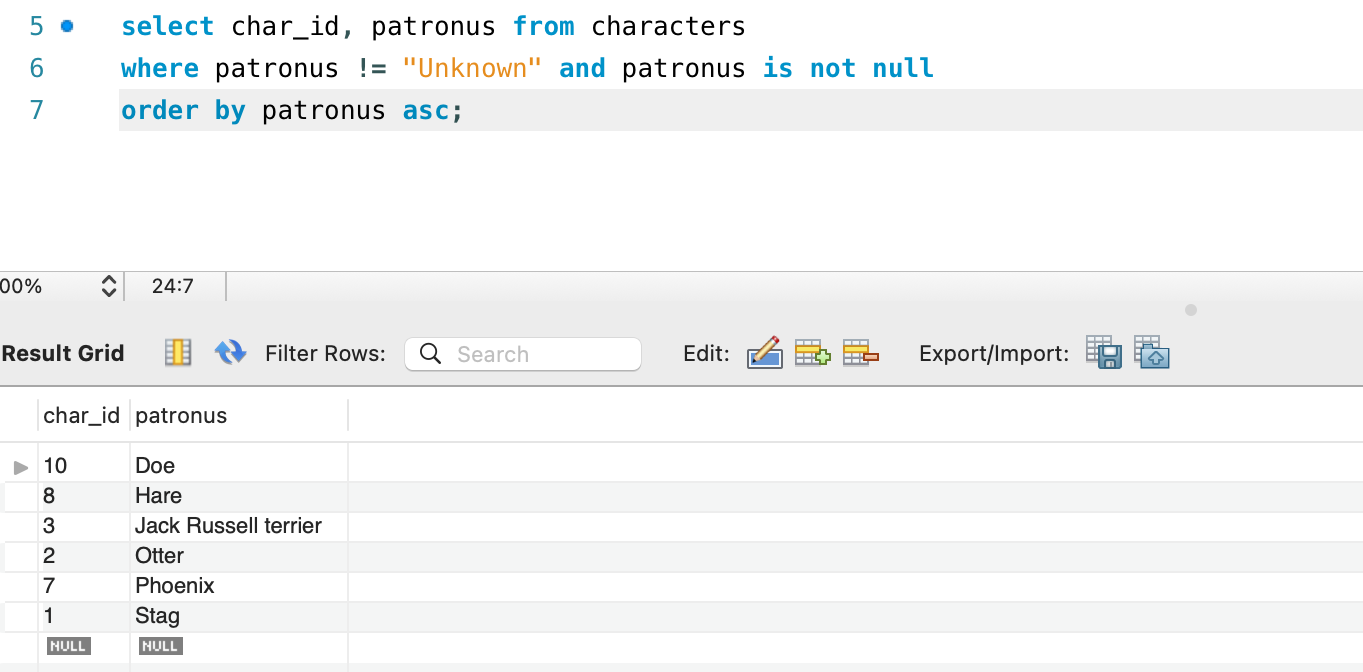 5 select char_id, patronus from characters
6 where patronus != "Unknown" and patronus is not null
7 order by patronus asc;
00% 24:7
Result Grid Filter Rows: Search Edit: Export/Import:
char_id patronus
10 Doe
8 Hare
3 Jack Russell terrier
2 Otter
7 Phoenix
1 Stag
NULL NULL